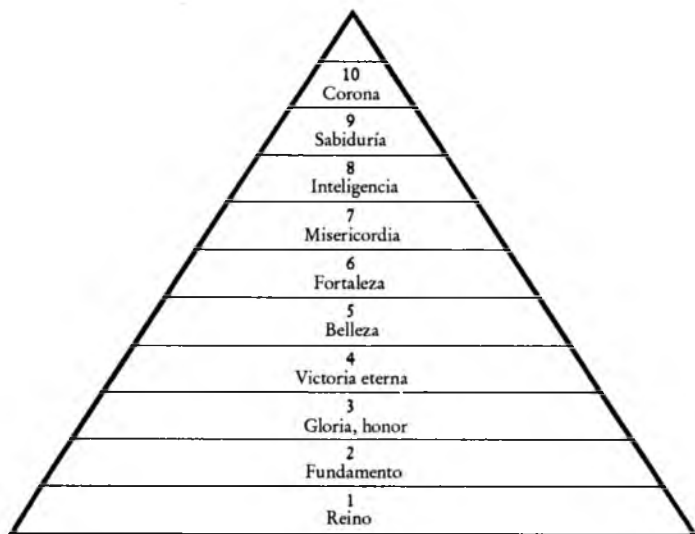 10
Corona
9
Sabiduría
8
Inteligencia
7
Misericordia
6
Fortaleza
5
Belleza
4
Victoria eterna
3
Gloria, honor
2
Fundamento
1
Reino